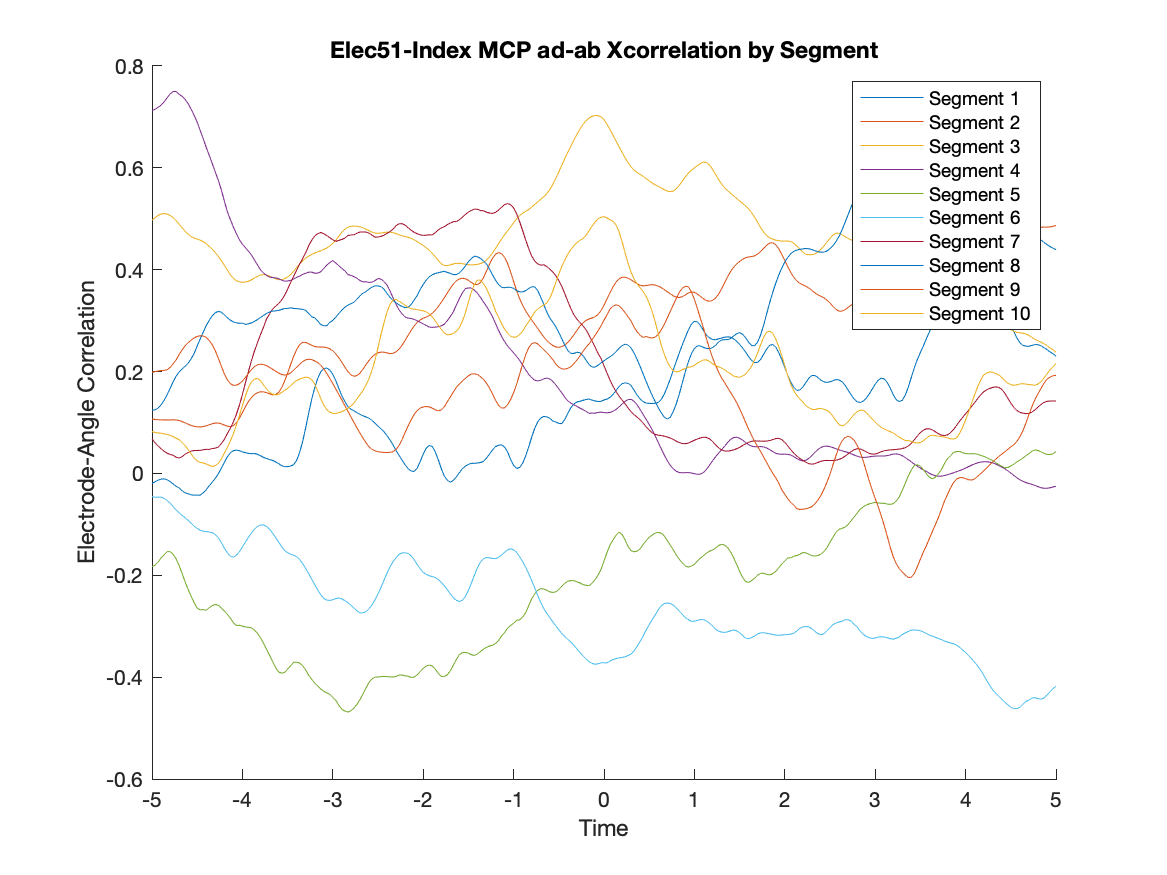 Elec51-Index MCP ad-ab Xcorrelation by Segment
Electrode-Angle Correlation
0.8
0.6
0.4
0.2
0
-0.2
-0.4
-0.6
Segment 1
Segment 2
Segment 3
Segment 4
Segment 5
Segment 6
Segment 7
Segment 8
Segment 9
Segment 10
-5 -4 -3 -2 -1 0 1 2 3 4 5
Time